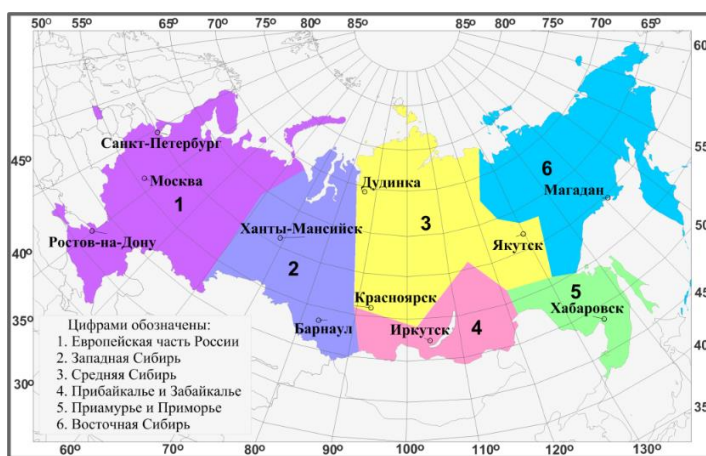 50° 55° 65° 70° 75° 80° 85° 85° 80° 75° 70° 65° 60
Санкт-Петербург
45°
Москва
1
Ростов-на-Дону
40°
Ханты-Мансийск
2
Дудинка
3
Якутск
6
Магадан
55
50
45
5
Хабаровск
Красноярск
4
Иркутск
Барнаул
35°
30°
40
35
Цифрами обозначены:
1. Европейская часть России
2. Западная Сибирь
3. Средняя Сибирь
4. Прибайкалье и Забайкалье
5. Приамурье и Приморье
6. Восточная Сибирь
60° 70° 80° 90° 100° 110° 120° 130°